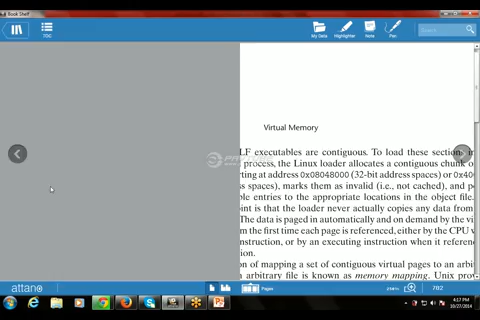 Book Shelf
TOC
My Data
Highlighter
Note
Pen
Search
Virtual Memory
LF executables are contiguous. To load these sections in
process, the Linux loader allocates a contiguous chunk o
rting at address 0x08048000 (32-bit address spaces) or 0x40
ss spaces), marks them as invalid (i.e., not cached), and p
ble entries to the appropriate locations in the object file.
oint is that the loader never actually copies any data from
The data is paged in automatically and on demand by the vi
m the first time each page is referenced, either by the CPU
nstruction, or by an executing instruction when it referen
ion.
on of mapping a set of contiguous virtual pages to an arbit
n arbitrary file is known as memory mapping. Unix prov
attano
Pages
782
4:17 PM
10/27/2014